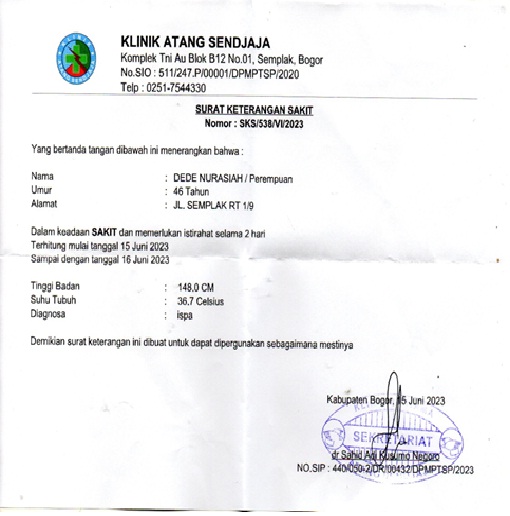 KLINIK ATANG SENDJAJA
Komplek Tni Au Blok B12 No.01, Semplak, Bogor
No.SIO : 511/247.P/00001/DPMPTSP/2020
Telp : 0251-7544330
SURAT KETERANGAN SAKIT
Nomor : SKS/538/VI/2023
Yang bertanda tangan dibawah ini menerangkan bahwa :
Nama : DEDE NURASIAH / Perempuan
Umur : 46 Tahun
Alamat : JL. SEMPLAK RT 1/9
Dalam keadaan SAKIT dan memerlukan istirahat selama 2 hari
Terhitung mulai tanggal 15 Juni 2023
Sampai dengan tanggal 16 Juni 2023
Tinggi Badan : 148.0 CM
Suhu Tubuh : 36.7 Celsius
Diagnosa : ispa
Demikian surat keterangan ini dibuat untuk dapat dipergunakan sebagaimana mestinya
Kabupaten Bogor, 15 Juni 2023
SEKRETARIAT
dr Sahid Adi Kusumo Negoro
NO.SIP : 440/050-2/DR/00432/DPMPTSP/2023